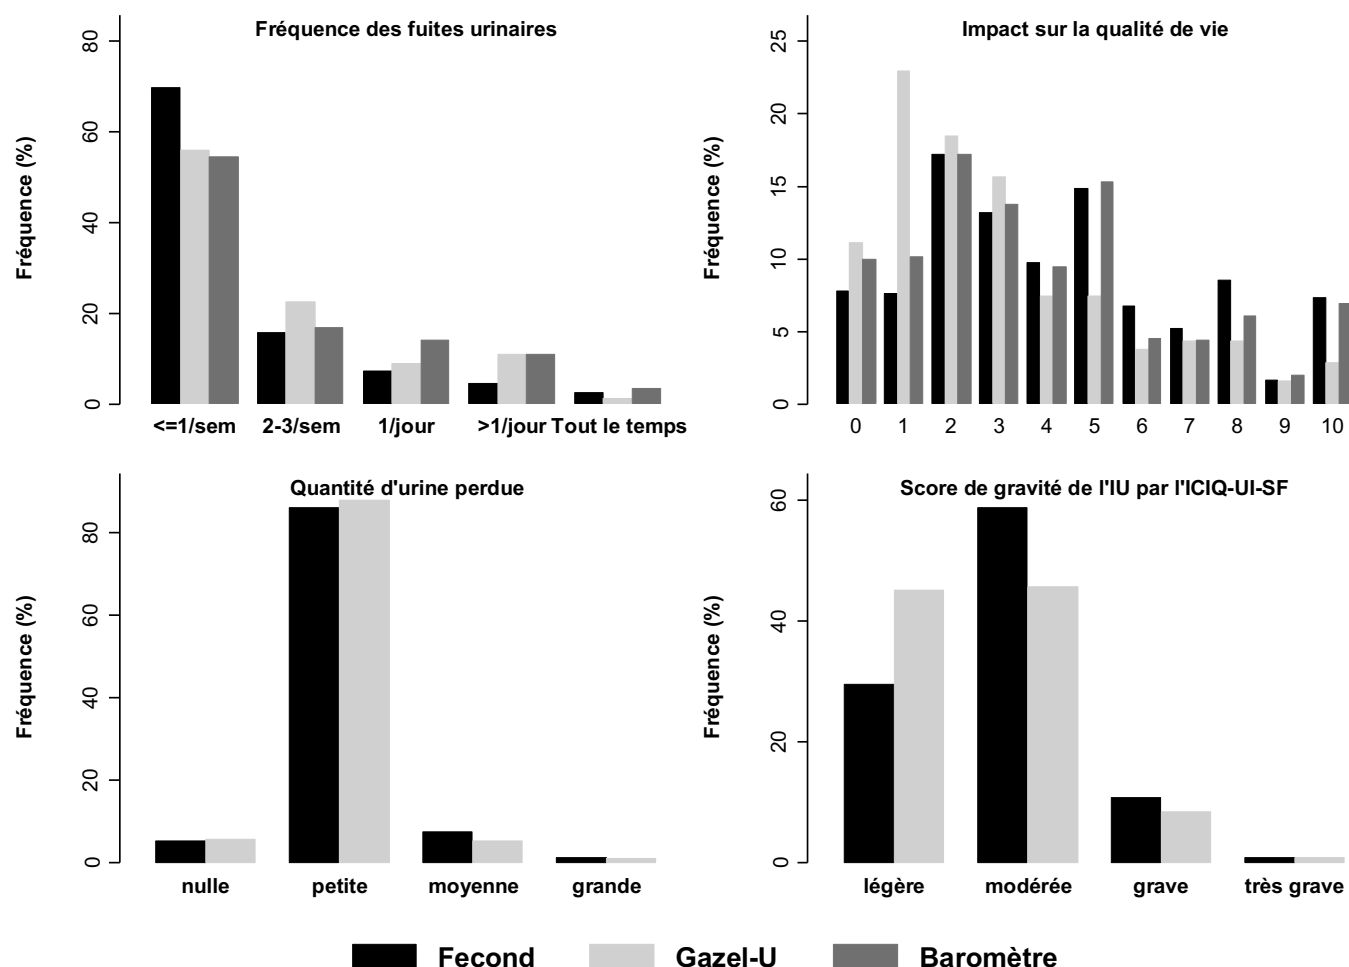 Fréquence des fuites urinaires
Fréquence (%)
80
60
40
20
0
<=1/sem 2-3/sem 1/jour >1/jour Tout le temps
Impact sur la qualité de vie
Fréquence (%)
25
20
15
10
5
0
0 1 2 3 4 5 6 7 8 9 10
Quantité d'urine perdue
Fréquence (%)
80
60
40
20
0
nulle petite moyenne grande
Score de gravité de l'IU par l'ICIQ-UI-SF
Fréquence (%)
60
40
20
0
légère modérée grave très grave
Fecond Gazel-U Baromètre